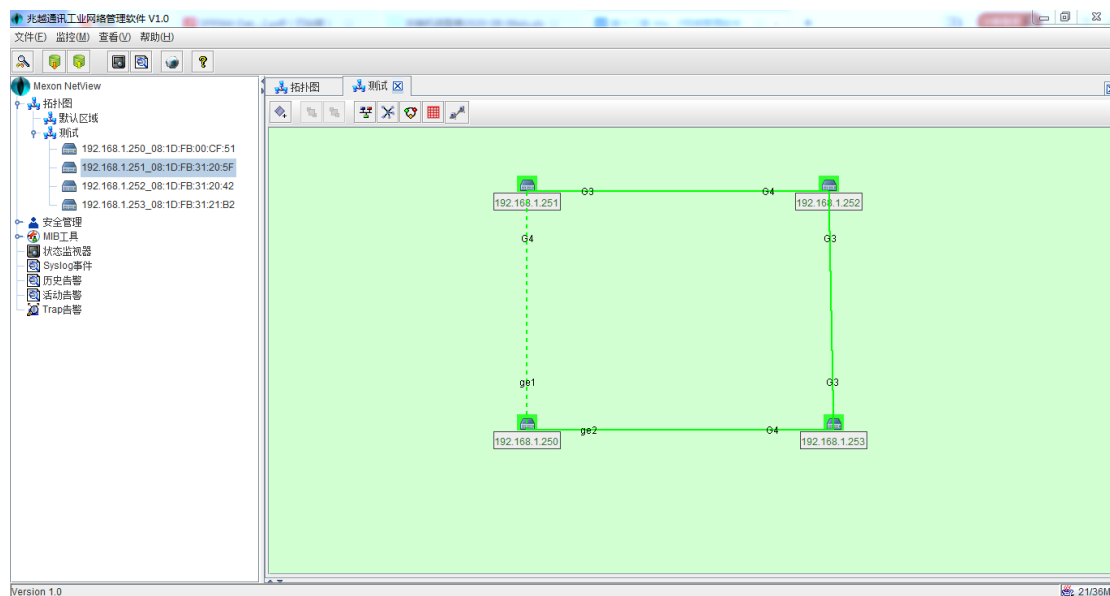 兆越通讯工业网络管理软件 V1.0
文件(F) 监控(M) 查看(V) 帮助(H)
Mexon NetView
拓扑图
默认区域
测试
192.168.1.250_08:1D:FB:00:CF:51
192.168.1.251_08:1D:FB:31:20:5F
192.168.1.252_08:1D:FB:31:20:42
192.168.1.253_08:1D:FB:31:21:B2
安全管理
MIB工具
状态监视器
Syslog事件
历史告警
活动告警
Trap告警
拓扑图 测试
G3 G4
192.168.1.251 192.168.1.252
G4 G3
ge1 G3
ge2 G4
192.168.1.250 192.168.1.253
Version 1.0 21/36M